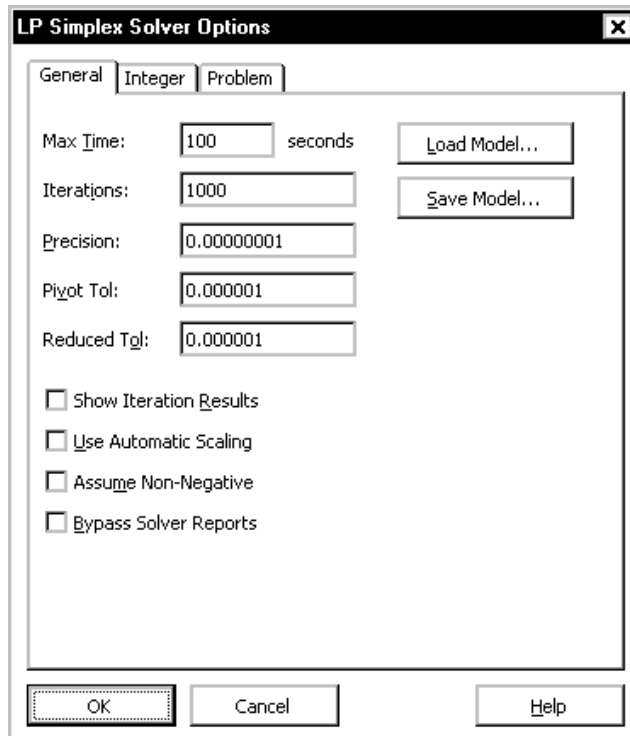 LP Simplex Solver Options
General Integer Problem
Max Time: 100 seconds Load Model...
Iterations: 1000 Save Model...
Precision: 0.00000001
Pivot Tol: 0.000001
Reduced Tol: 0.000001
Show Iteration Results
Use Automatic Scaling
Assume Non-Negative
Bypass Solver Reports
OK Cancel Help